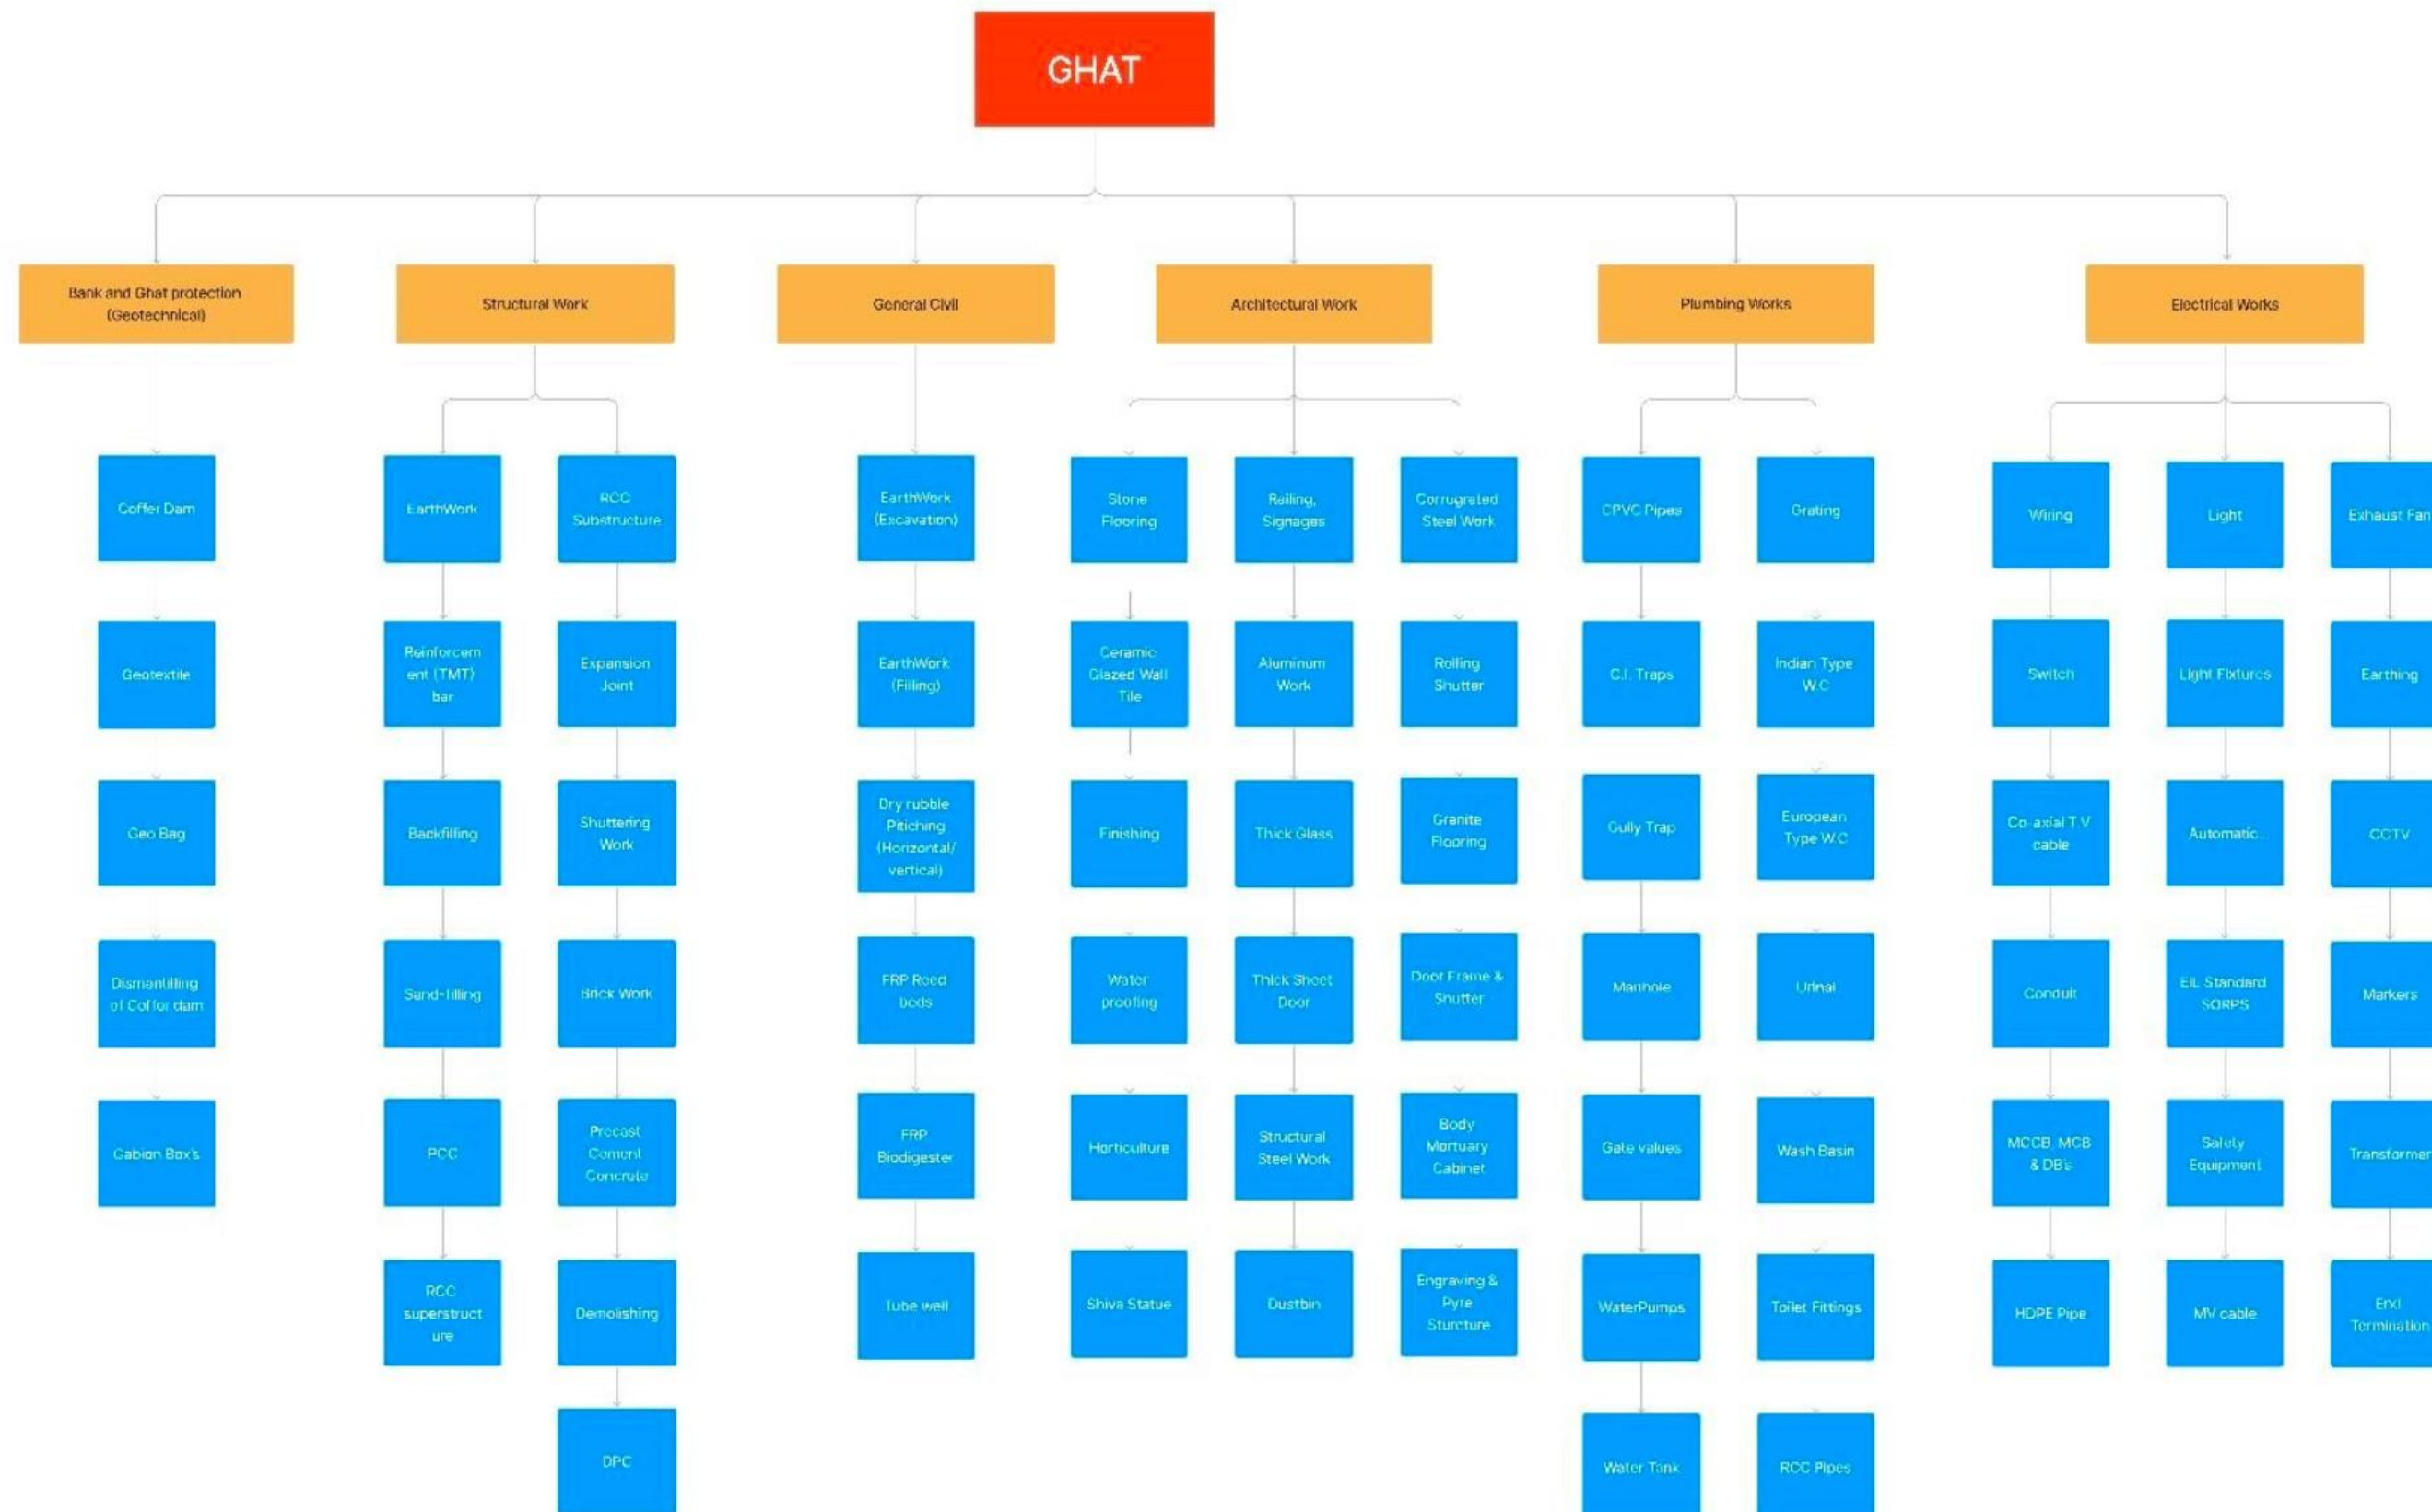 GHAT
Bank and Ghat protection
(Geotechnical)
Structural Work
General Civil
Architectural Work
Plumbing Works
Electrical Works
Coffer Dam
Geotextile
Geo Bag
Dismantilling
of Coffer dam
Gabion Box's
EarthWork
Reinforcem
ent (TMT)
bar
Backfilling
Sand-filling
PCC
RCC
superstruct
ure
RCC
Substructure
Expansion
Joint
Shuttering
Work
Brick Work
Precast
Cement
Concrete
Demolishing
DPC
EarthWork
(Excavation)
EarthWork
(Filling)
Dry rubble
Pitiching
(Horizontal/
vertical)
FRP Reed
beds
FRP
Biodigester
Tube well
Stone
Flooring
Ceramic
Glazed Wall
Tile
Finishing
Water
proofing
Horticulture
Shiva Statue
Railing,
Signages
Aluminum
Work
Thick Glass
Thick Sheet
Door
Structural
Steel Work
Dustbin
Corrugrated
Steel Work
Rolling
Shutter
Granite
Flooring
Door Frame &
Shutter
Body
Mortuary
Cabinet
Engraving &
Pyre
Sturcture
CPVC Pipes
C.I. Traps
Gully Trap
Manhole
Gate values
WaterPumps
Water Tank
Grating
Indian Type
W.C
European
Type W.C
Urinal
Wash Basin
Toilet Fittings
RCC Pipes
Wiring
Switch
Co-axial T.V
cable
Conduit
MCCB, MCB
& DB's
HDPE Pipe
Light
Light Fixtures
Automatic...
EIL Standard
SORPS
Safety
Equipment
MV cable
Exhaust Fan
Earthing
CCTV
Markers
Transformer
End
Termination